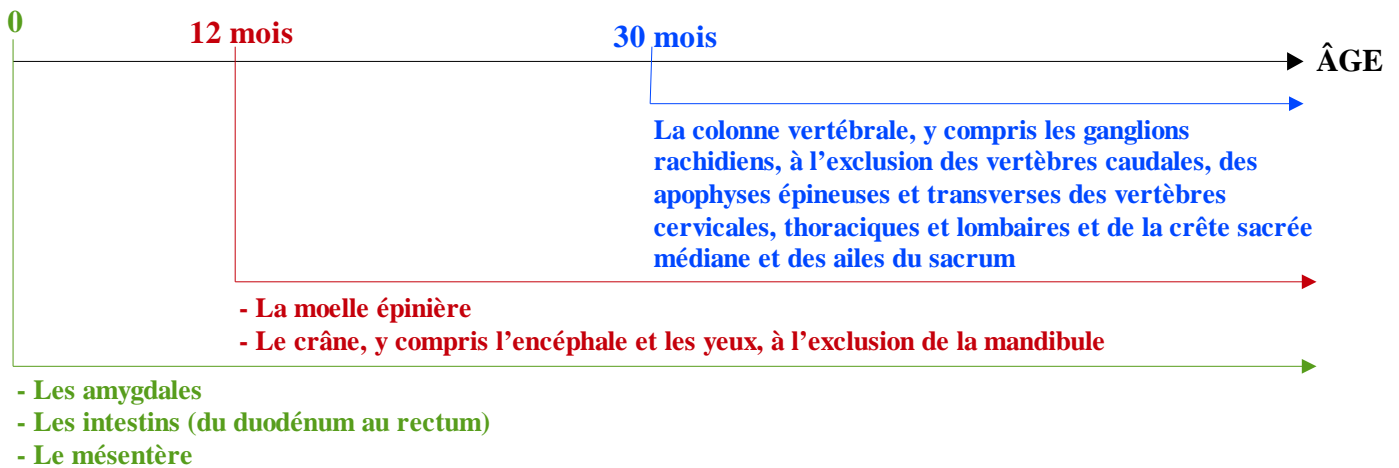 0
12 mois
30 mois
ÂGE
La colonne vertébrale, y compris les ganglions
rachidiens, à l’exclusion des vertèbres caudales, des
apophyses épineuses et transverses des vertèbres
cervicales, thoraciques et lombaires et de la crête sacrée
médiane et des ailes du sacrum
- La moelle épinière
- Le crâne, y compris l’encéphale et les yeux, à l’exclusion de la mandibule
- Les amygdales
- Les intestins (du duodénum au rectum)
- Le mésentère